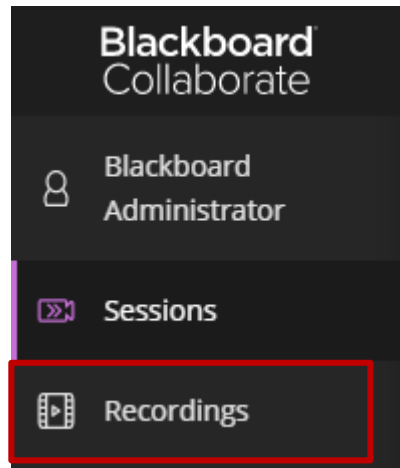 Blackboard
Collaborate
Blackboard
Administrator
Sessions
Recordings